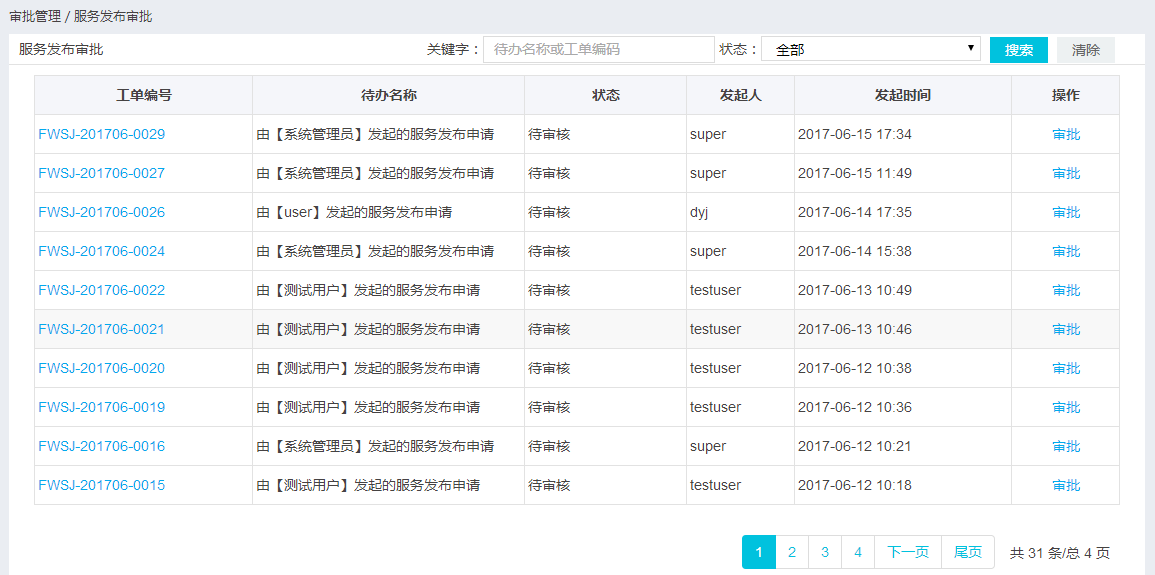 审批管理 / 服务发布审批
服务发布审批 关键字： 待办名称或工单编码 状态： 全部 搜索 清除
工单编号 待办名称 状态 发起人 发起时间 操作
FWSJ-201706-0029 由【系统管理员】发起的服务发布申请 待审核 super 2017-06-15 17:34 审批
FWSJ-201706-0027 由【系统管理员】发起的服务发布申请 待审核 super 2017-06-15 11:49 审批
FWSJ-201706-0026 由【user】发起的服务发布申请 待审核 dyj 2017-06-14 17:35 审批
FWSJ-201706-0024 由【系统管理员】发起的服务发布申请 待审核 super 2017-06-14 15:38 审批
FWSJ-201706-0022 由【测试用户】发起的服务发布申请 待审核 testuser 2017-06-13 10:49 审批
FWSJ-201706-0021 由【测试用户】发起的服务发布申请 待审核 testuser 2017-06-13 10:46 审批
FWSJ-201706-0020 由【测试用户】发起的服务发布申请 待审核 testuser 2017-06-12 10:38 审批
FWSJ-201706-0019 由【测试用户】发起的服务发布申请 待审核 testuser 2017-06-12 10:36 审批
FWSJ-201706-0016 由【系统管理员】发起的服务发布申请 待审核 super 2017-06-12 10:21 审批
FWSJ-201706-0015 由【测试用户】发起的服务发布申请 待审核 testuser 2017-06-12 10:18 审批
1 2 3 4 下一页 尾页 共 31 条/总 4 页